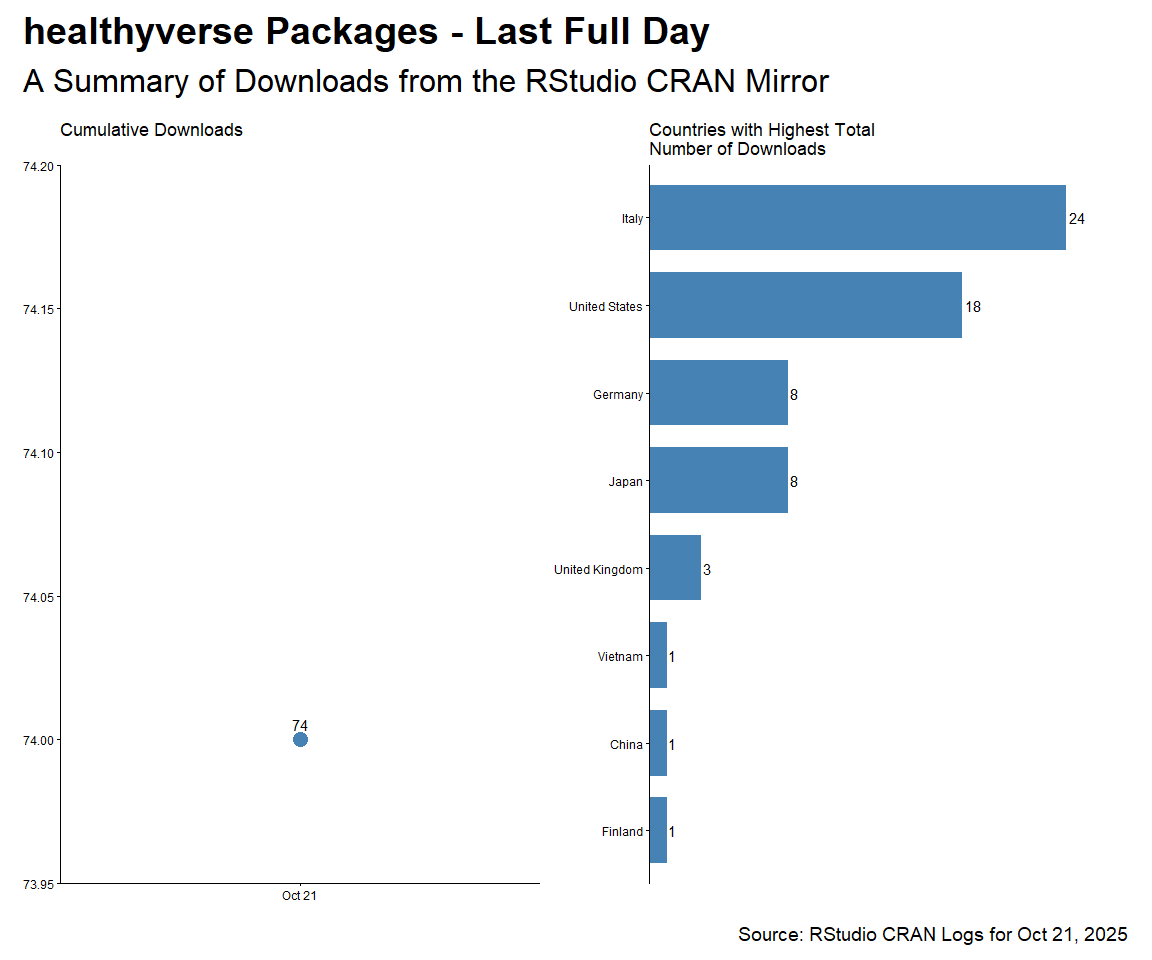 healthyverse Packages - Last Full Day
A Summary of Downloads from the RStudio CRAN Mirror
Cumulative Downloads
74.20
74.15
74.10
74.05
74.00
73.95
74
Oct 21
Countries with Highest Total
Number of Downloads
Italy 24
United States 18
Germany 8
Japan 8
United Kingdom 3
Vietnam 1
China 1
Finland 1
Source: RStudio CRAN Logs for Oct 21, 2025